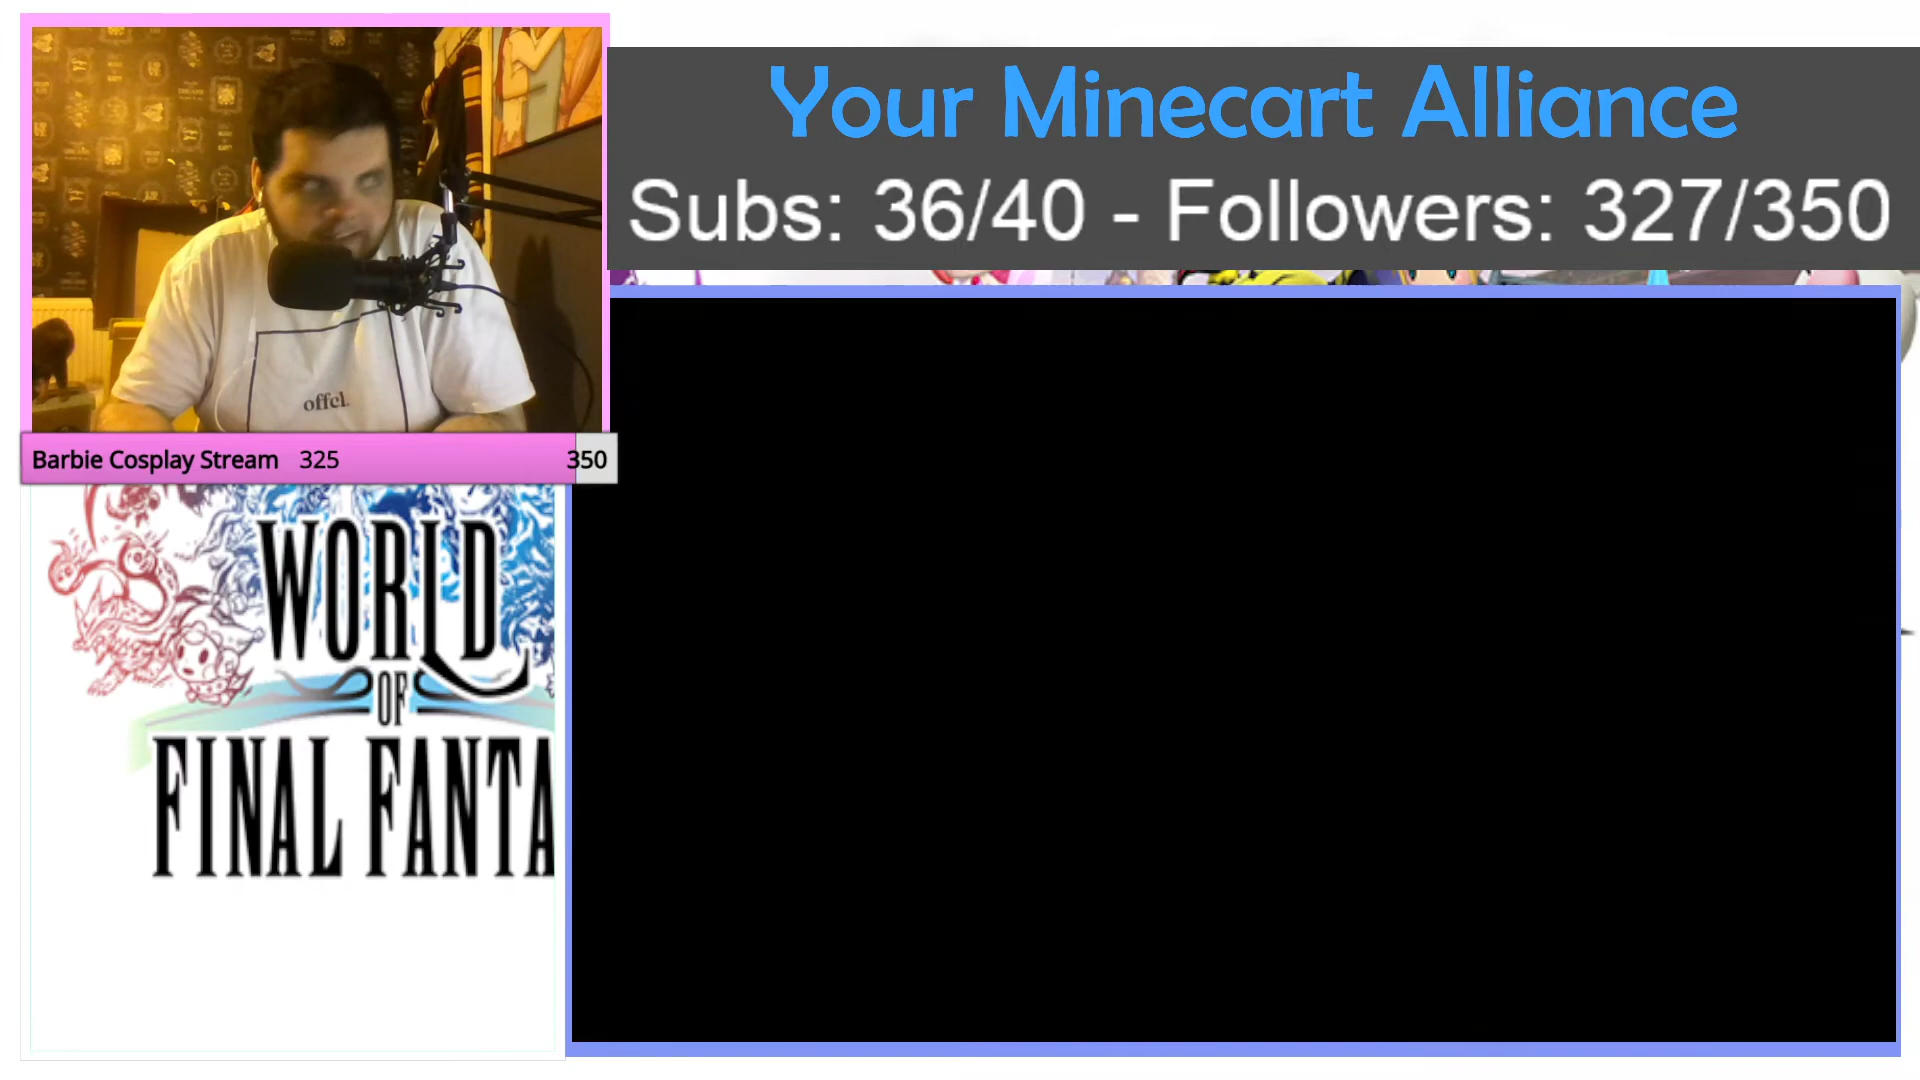 Your Minecart Alliance
Subs: 36/40 - Followers: 327/350
offcl.
Barbie Cosplay Stream 325 350
WORLD
OF
FINAL FANTA